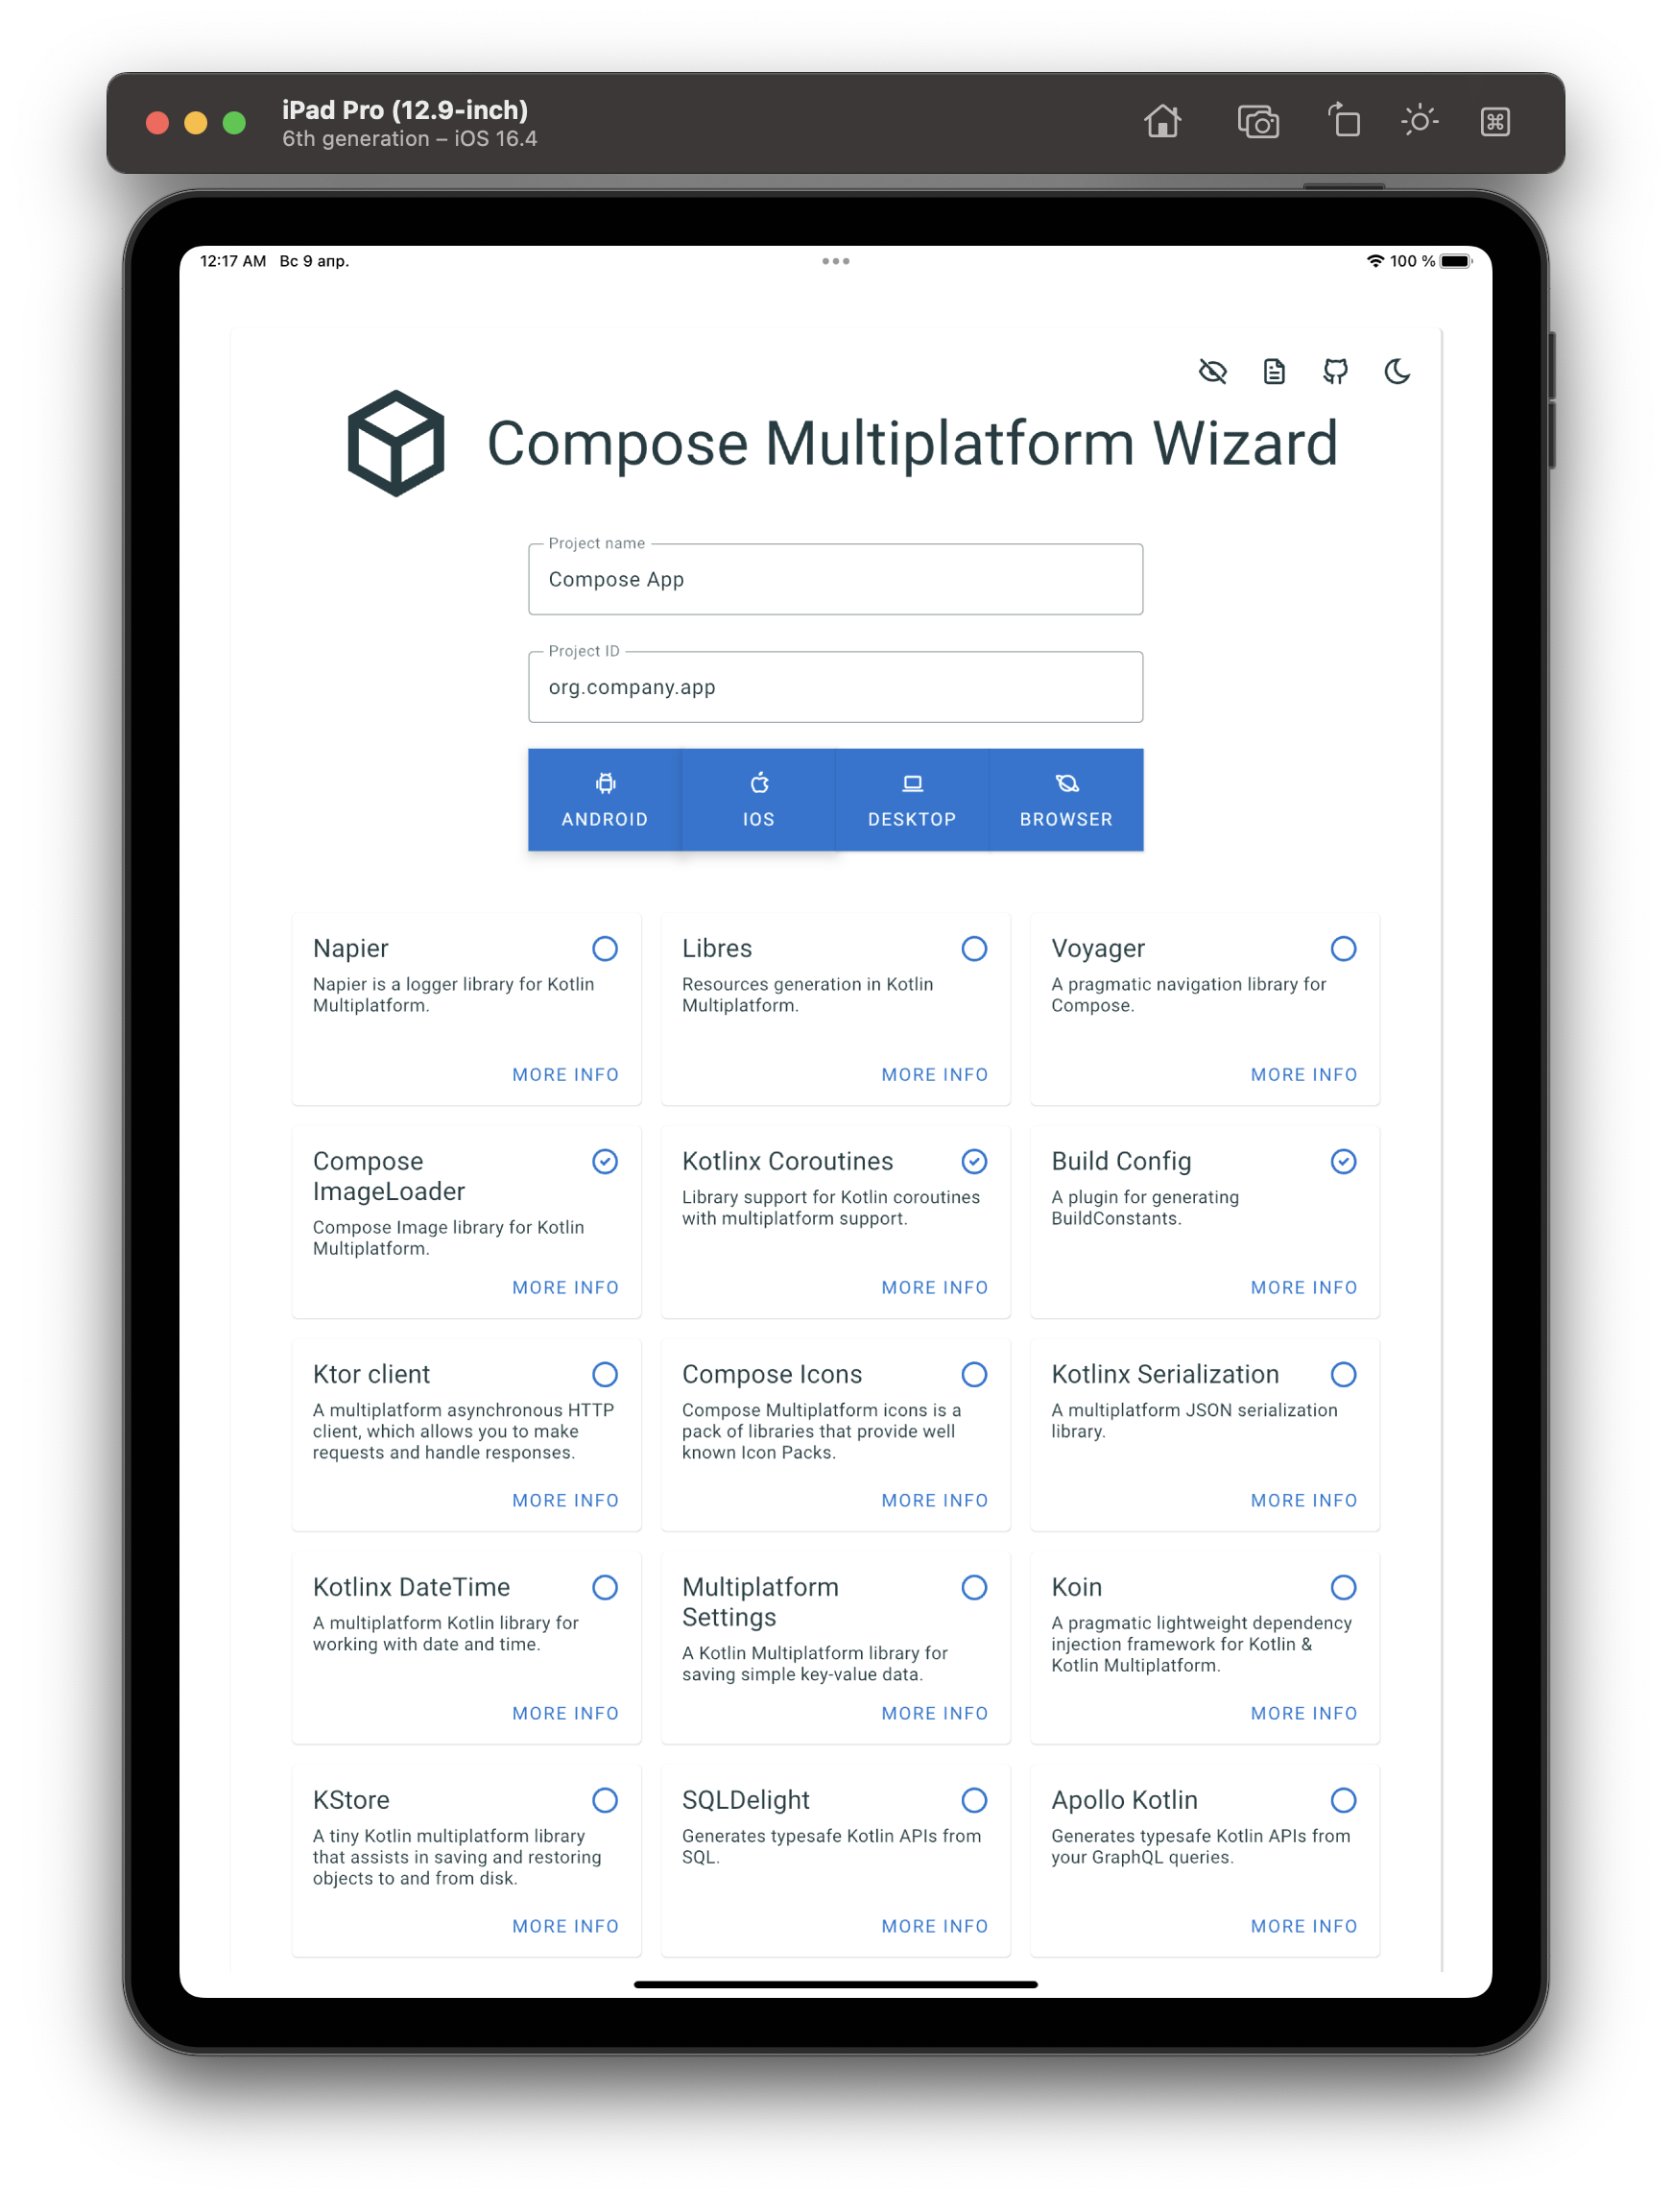 iPad Pro (12.9-inch)
6th generation – iOS 16.4
12:17 AM Вс 9 апр.
100 %
Compose Multiplatform Wizard
Project name
Compose App
Project ID
org.company.app
ANDROID
IOS
DESKTOP
BROWSER
Napier
Napier is a logger library for Kotlin
Multiplatform.
MORE INFO
Libres
Resources generation in Kotlin
Multiplatform.
MORE INFO
Voyager
A pragmatic navigation library for
Compose.
MORE INFO
Compose
ImageLoader
Compose Image library for Kotlin
Multiplatform.
MORE INFO
Kotlinx Coroutines
Library support for Kotlin coroutines
with multiplatform support.
MORE INFO
Build Config
A plugin for generating
BuildConstants.
MORE INFO
Ktor client
A multiplatform asynchronous HTTP
client, which allows you to make
requests and handle responses.
MORE INFO
Compose Icons
Compose Multiplatform icons is a
pack of libraries that provide well
known Icon Packs.
MORE INFO
Kotlinx Serialization
A multiplatform JSON serialization
library.
MORE INFO
Kotlinx DateTime
A multiplatform Kotlin library for
working with date and time.
MORE INFO
Multiplatform
Settings
A Kotlin Multiplatform library for
saving simple key-value data.
MORE INFO
Koin
A pragmatic lightweight dependency
injection framework for Kotlin &
Kotlin Multiplatform.
MORE INFO
KStore
A tiny Kotlin multiplatform library
that assists in saving and restoring
objects to and from disk.
MORE INFO
SQLDelight
Generates typesafe Kotlin APIs from
SQL.
MORE INFO
Apollo Kotlin
Generates typesafe Kotlin APIs from
your GraphQL queries.
MORE INFO